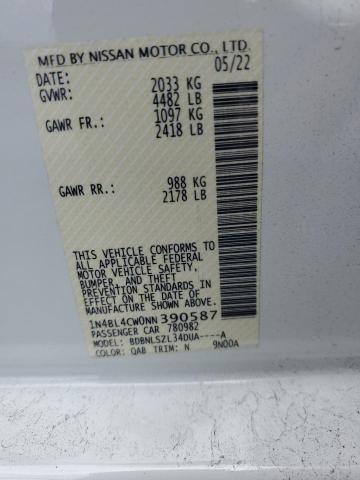 MFD BY NISSAN MOTOR CO., LTD.
DATE: 05/22
GVWR: 2033 KG
4482 LB
GAWR FR.: 1097 KG
2418 LB
GAWR RR.: 988 KG
2178 LB
THIS VEHICLE CONFORMS TO
ALL APPLICABLE FEDERAL
MOTOR VEHICLE SAFETY,
BUMPER, AND THEFT
PREVENTION STANDARDS IN
EFFECT ON THE DATE OF
MANUFACTURE SHOWN ABOVE.
1N4BL4CW0NN390587
PASSENGER CAR 780982
MODEL: BDBNLSZL34DUA----A
COLOR: QAB TRIM: N 9N00A